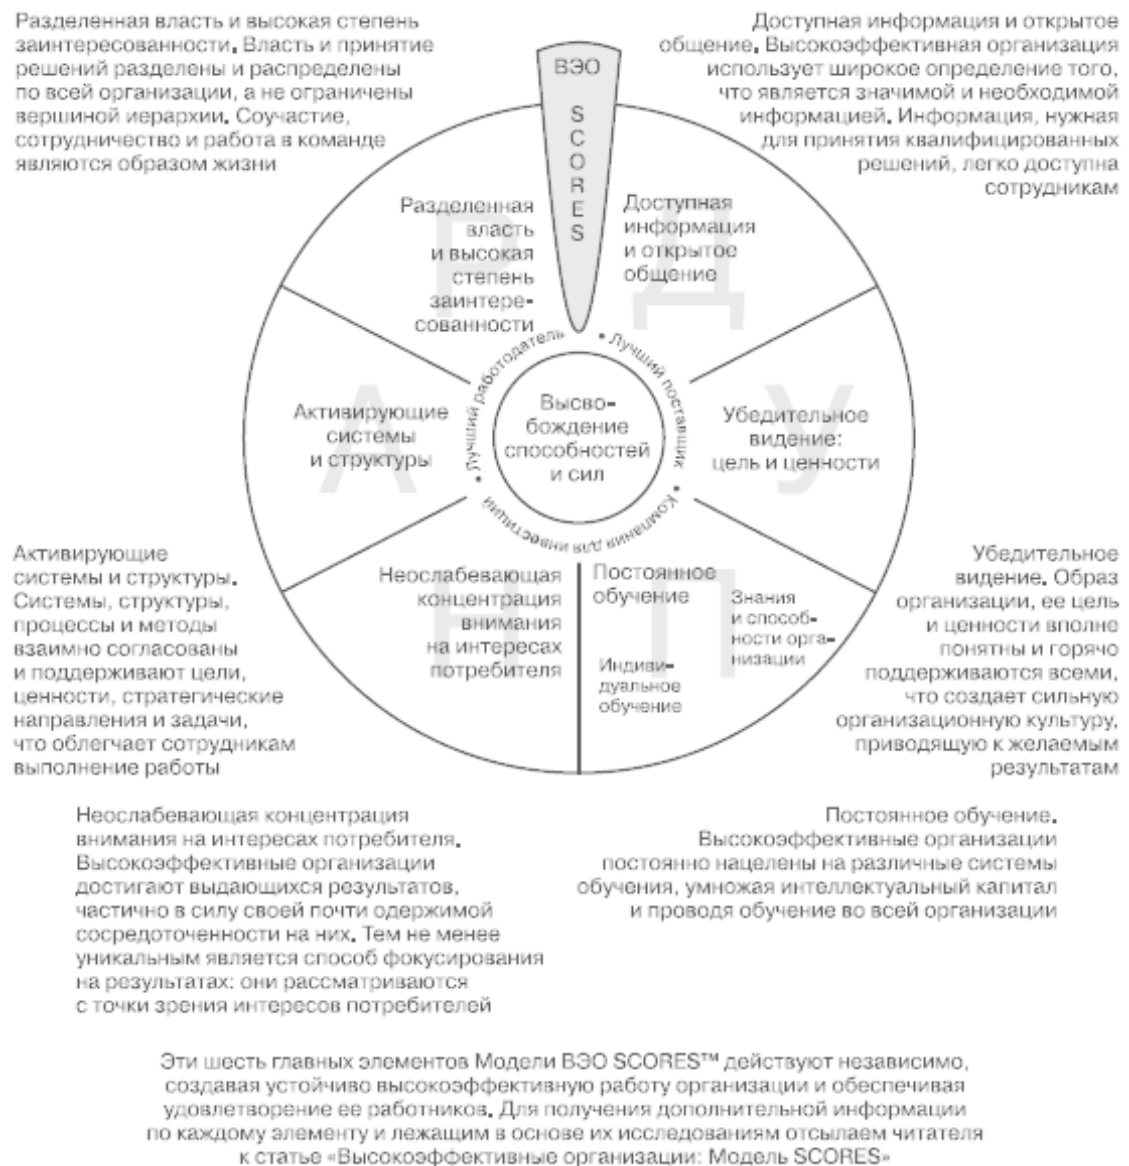 Разделенная власть и высокая степень
заинтересованности. Власть и принятие
решений разделены и распределены
по всей организации, а не ограничены
вершиной иерархии. Соучастие,
сотрудничество и работа в команде
являются образом жизни
Доступная информация и открытое
общение. Высокоэффективная организация
использует широкое определение того,
что является значимой и необходимой
информацией. Информация, нужная
для принятия квалифицированных
решений, легко доступна
сотрудникам
ВЭО
SCORES
Р
Разделенная
власть
и высокая
степень
заинтере-
сованности
Д
Доступная
информация
и открытое
общение
А
Активирующие
системы
и структуры
• Лучший работодатель
• Лучший поставщик
• Компания для инвестиций
Высво-
бождение
способностей
и сил
У
Убедительное
видение:
цель и ценности
Н
Неослабевающая
концентрация
внимания
на интересах
потребителя
П
Постоянное
обучение
Знания
и способ-
ности орга-
низации
Индиви-
дуальное
обучение
Активирующие
системы и структуры.
Системы, структуры,
процессы и методы
взаимно согласованы
и поддерживают цели,
ценности, стратегические
направления и задачи,
что облегчает сотрудникам
выполнение работы
Убедительное
видение. Образ
организации, ее цель
и ценности вполне
понятны и горячо
поддерживаются всеми,
что создает сильную
организационную культуру,
приводящую к желаемым
результатам
Неослабевающая концентрация
внимания на интересах потребителя.
Высокоэффективные организации
достигают выдающихся результатов,
частично в силу своей почти одержимой
сосредоточенности на них. Тем не менее
уникальным является способ фокусирования
на результатах: они рассматриваются
с точки зрения интересов потребителей
Постоянное обучение.
Высокоэффективные организации
постоянно нацелены на различные системы
обучения, умножая интеллектуальный капитал
и проводя обучение во всей организации
Эти шесть главных элементов Модели ВЭО SCORES™ действуют независимо,
создавая устойчиво высокоэффективную работу организации и обеспечивая
удовлетворение ее работников. Для получения дополнительной информации
по каждому элементу и лежащим в основе их исследованиям отсылаем читателя
к статье «Высокоэффективные организации: Модель SCORES»